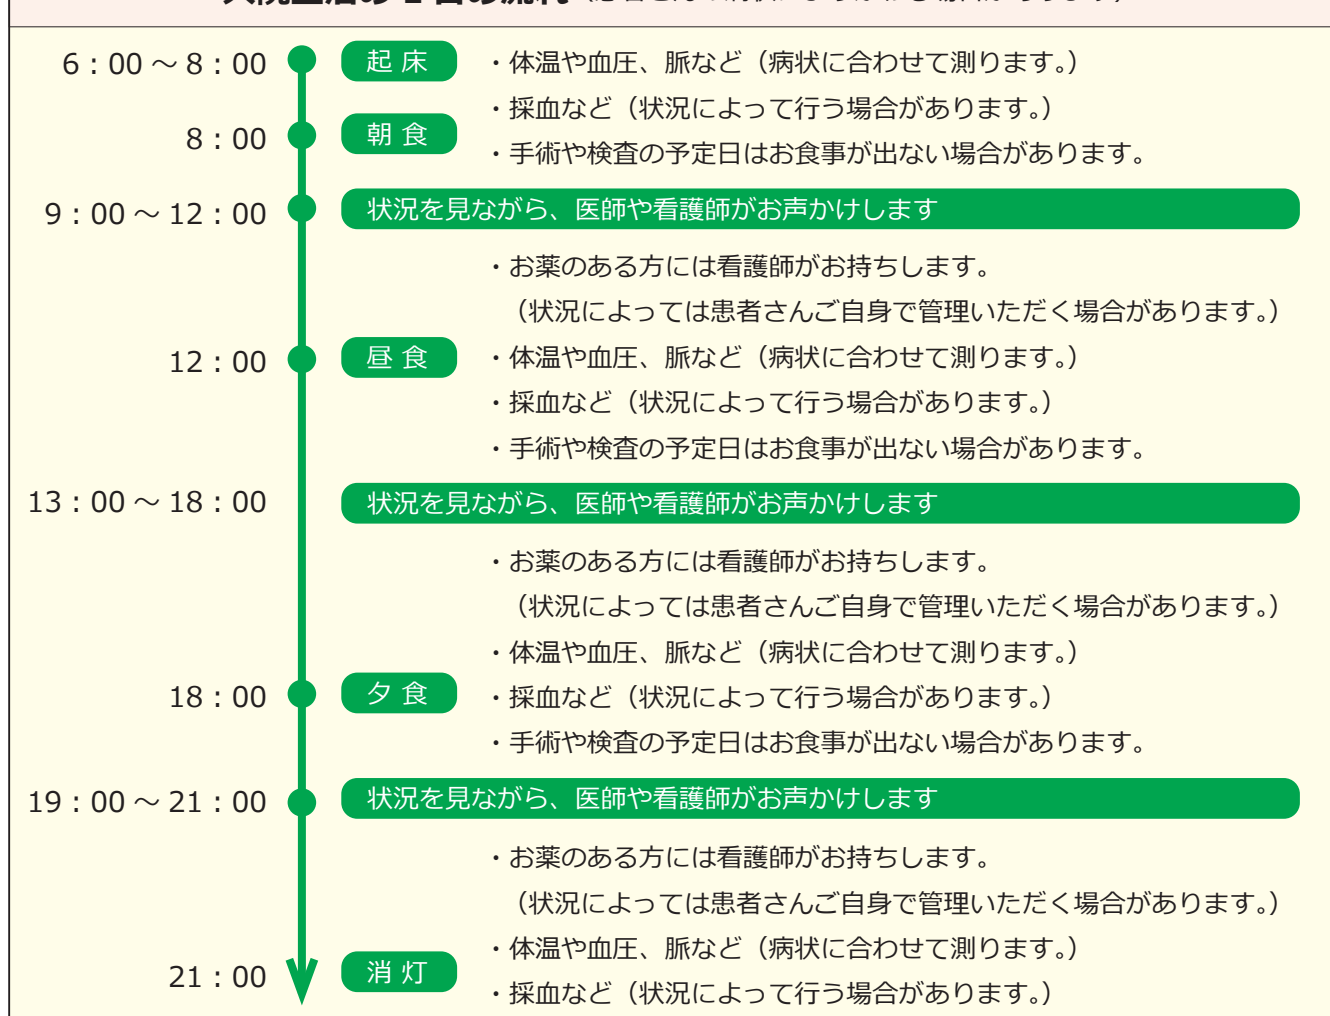 6：00 ～ 8：00 起 床 ・体温や血圧、脈など（病状に合わせて測ります。）
・採血など（状況によって行う場合があります。）
8：00 朝 食
・手術や検査の予定日はお食事が出ない場合があります。
9：00 ～ 12：00 状況を見ながら、医師や看護師がお声かけします
・お薬のある方には看護師がお持ちします。
（状況によっては患者さんご自身で管理いただく場合があります。）
12：00 昼 食 ・体温や血圧、脈など（病状に合わせて測ります。）
・採血など（状況によって行う場合があります。）
・手術や検査の予定日はお食事が出ない場合があります。
13：00 ～ 18：00 状況を見ながら、医師や看護師がお声かけします
・お薬のある方には看護師がお持ちします。
（状況によっては患者さんご自身で管理いただく場合があります。）
・体温や血圧、脈など（病状に合わせて測ります。）
18：00 夕 食 ・採血など（状況によって行う場合があります。）
・手術や検査の予定日はお食事が出ない場合があります。
19：00 ～ 21：00 状況を見ながら、医師や看護師がお声かけします
・お薬のある方には看護師がお持ちします。
（状況によっては患者さんご自身で管理いただく場合があります。）
・体温や血圧、脈など（病状に合わせて測ります。）
21：00 消 灯
・採血など（状況によって行う場合があります。）